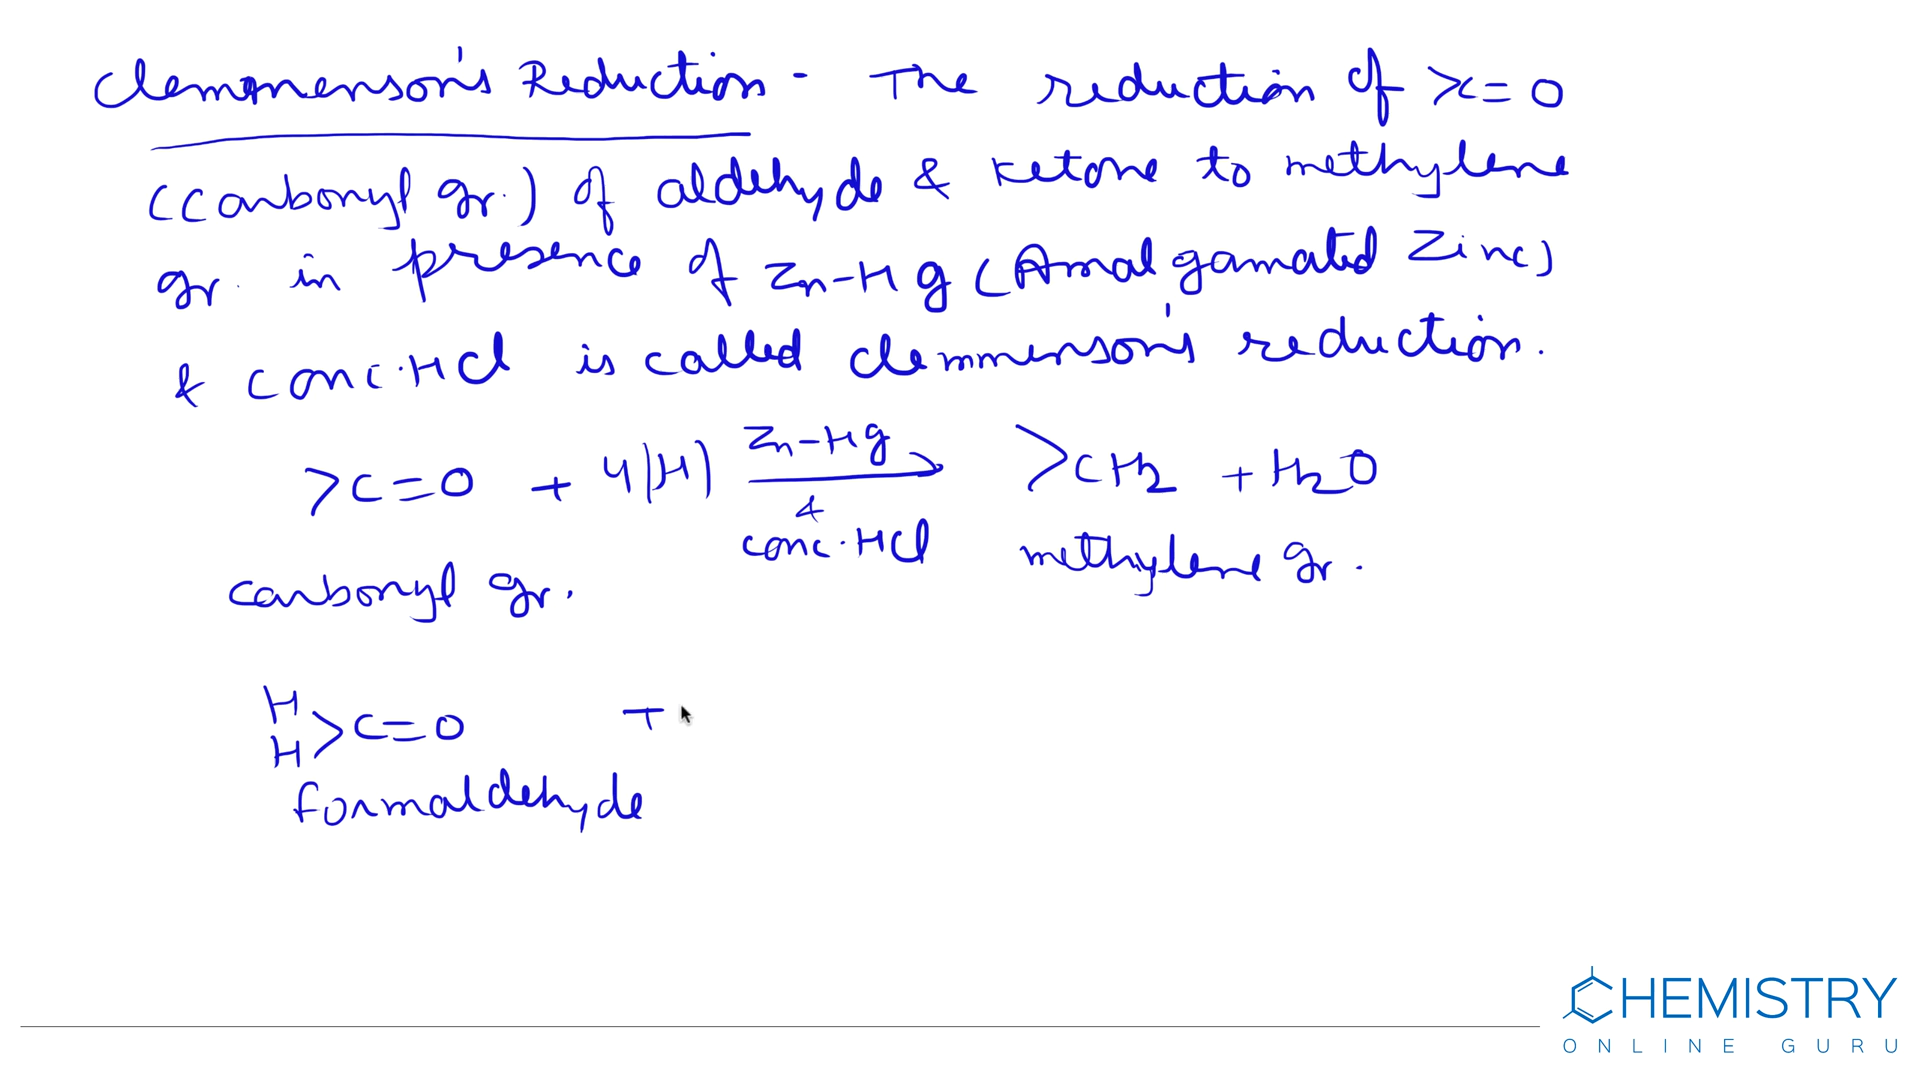 Clemmenson's Reduction - The reduction of >C=O
(Carbonyl gr.) of aldehyde & ketone to methylene
gr. in presence of Zn-Hg (Amalgamated Zinc)
& conc. HCl is called clemmenson's reduction.
>C=O + 4(H) Zn-Hg & conc. HCl → >CH2 + H2O
carbonyl gr. methylene gr.
H
H >C=O +
formaldehyde
CHEMISTRY
ONLINE GURU